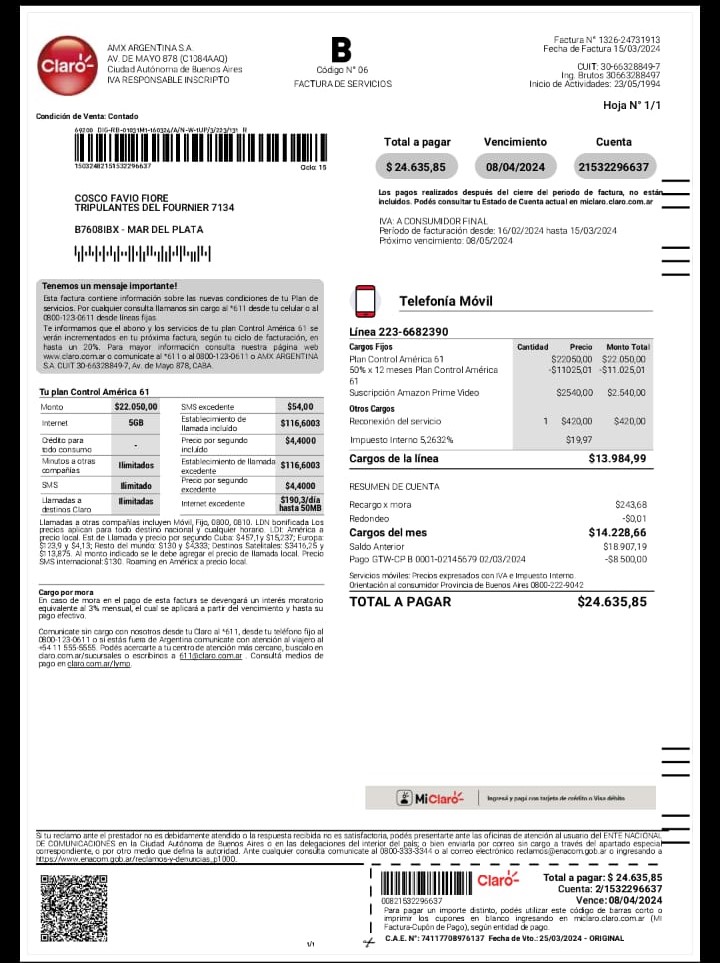 Claro
AMX ARGENTINA S.A.
AV. DE MAYO 878 (C1084AAQ)
Ciudad Autónoma de Buenos Aires
IVA RESPONSABLE INSCRIPTO
B
Código N° 06
FACTURA DE SERVICIOS
Factura N° 1326-24731913
Fecha de Factura 15/03/2024
CUIT: 30-66328849-7
Ing. Brutos 30663288497
Inicio de Actividades: 23/05/1994
Hoja N° 1/1
Condición de Venta: Contado
15032482151532296637
Ciclo: 15
COSCO FAVIO FIORE
TRIPULANTES DEL FOURNIER 7134
B7608IBX - MAR DEL PLATA
Total a pagar Vencimiento Cuenta
$ 24.635,85 08/04/2024 21532296637
Los pagos realizados después del cierre del período de factura, no están
incluidos. Podés consultar tu Estado de Cuenta actual en miclaro.claro.com.ar
IVA: A CONSUMIDOR FINAL
Período de facturación desde: 16/02/2024 hasta 15/03/2024
Próximo vencimiento: 08/05/2024
Tenemos un mensaje importante!
Esta factura contiene información sobre las nuevas condiciones de tu Plan de
servicios. Por cualquier consulta llamanos sin cargo al *611 desde tu celular o al
0800-123-0611 desde líneas fijas.
Te informamos que el abono y los servicios de tu plan Control América 61 se
verán incrementados en tu próxima factura, según tu ciclo de facturación, en
hasta un 20%. Para mayor información consulta nuestra página web
www.claro.com.ar o comunicate al *611 o al 0800-123-0611 o AMX ARGENTINA
S.A. CUIT 30-66328849-7, Av. de Mayo 878, CABA.
Tu plan Control América 61
Monto $22.050,00 SMS excedente $54,00
Internet 5GB Establecimiento de llamada incluído $116,6003
Crédito para todo consumo - Precio por segundo incluído $4,4000
Minutos a otras compañías Ilimitados Establecimiento de llamada excedente $116,6003
SMS Ilimitado Precio por segundo excedente $4,4000
Llamadas a destinos Claro Ilimitadas Internet excedente $190,3/día hasta 50MB
Llamadas a otras compañías incluyen Móvil, Fijo, 0800, 0810. LDN bonificada Los
precios aplican para todo destino nacional y cualquier horario. LDI: América a
precio local. Est de Llamada y precio por segundo Cuba: $457,1y $15,237; Europa:
$123,9 y $4,13; Resto del mundo: $130 y $4,333; Destinos Satelitales: $3416,25 y
$113,875. Al monto indicado se le debe agregar el precio de llamada local. Precio
SMS internacional: $130. Roaming en América: a precio local.
Cargo por mora
En caso de mora en el pago de esta factura se devengará un interés moratorio
equivalente al 3% mensual, el cual se aplicará a partir del vencimiento y hasta su
pago efectivo.
Comunicate sin cargo con nosotros desde tu Claro al *611, desde tu teléfono fijo al
0800-123-0611 o si estás fuera de Argentina comunicate con atención al viajero al
+54 11 555-5555. Podés acercarte a tu centro de atención más cercano, buscalo en
claro.com.ar/sucursales o escribinos a 611@claro.com.ar . Consultá medios de
pago en claro.com.ar/lymp.
Telefonía Móvil
Línea 223-6682390
Cargos Fijos Cantidad Precio Monto Total
Plan Control América 61 $22050,00 $22.050,00
50% x 12 meses Plan Control América -$11025,01 -$11.025,01
61
Suscripción Amazon Prime Video $2540,00 $2.540,00
Otros Cargos
Reconexión del servicio 1 $420,00 $420,00
Impuesto Interno 5,2632% $19,97
Cargos de la línea $13.984,99
RESUMEN DE CUENTA
Recargo x mora $243,68
Redondeo -$0,01
Cargos del mes $14.228,66
Saldo Anterior $18.907,19
Pago GTW-CP B 0001-02145679 02/03/2024 -$8.500,00
Servicios móviles: Precios expresados con IVA e Impuesto Interno
Orientación al consumidor Provincia de Buenos Aires 0800-222-9042
TOTAL A PAGAR $24.635,85
MiClaro Ingresá y pagá con tarjeta de crédito o Visa débito
Si tu reclamo ante el prestador no es debidamente atendido o la respuesta recibida no es satisfactoria, podés presentarte ante las oficinas de atención al usuario del ENTE NACIONAL
DE COMUNICACIONES en la Ciudad Autónoma de Buenos Aires o en las delegaciones del interior del país; o bien enviarla por correo sin cargo a través del apartado especial
correspondiente, o por otro medio que defina la autoridad. Ante cualquier consulta comunicate al 0800-333-3344 o al correo electrónico reclamos@enacom.gob.ar o ingresando a
https://www.enacom.gob.ar/reclamos-y-denuncias_p1000.
00821532296637
Claro
Total a pagar: $ 24.635,85
Cuenta: 2/1532296637
Vence: 08/04/2024
Para pagar un importe distinto, podés utilizar este código de barras corto o
imprimir los cupones en blanco ingresando en miclaro.claro.com.ar (Mi
Factura-Cupón de Pago), según entidad de pago.
C.A.E. N°: 74117708976137 Fecha de Vto.: 25/03/2024 - ORIGINAL
1/1